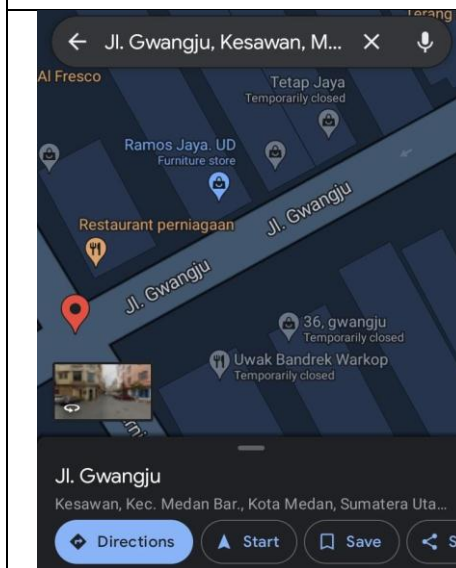 Terang
Jl. Gwangju, Kesawan, M...
Al Fresco
Tetap Jaya
Temporarily closed
Ramos Jaya. UD
Furniture store
Jl. Gwangju
Restaurant perniagaan
Jl. Gwangju
36, gwangju
Temporarily closed
Uwak Bandrek Warkop
Temporarily closed
Jl. Gwangju
Kesawan, Kec. Medan Bar., Kota Medan, Sumatera Uta...
Directions
Start
Save
S